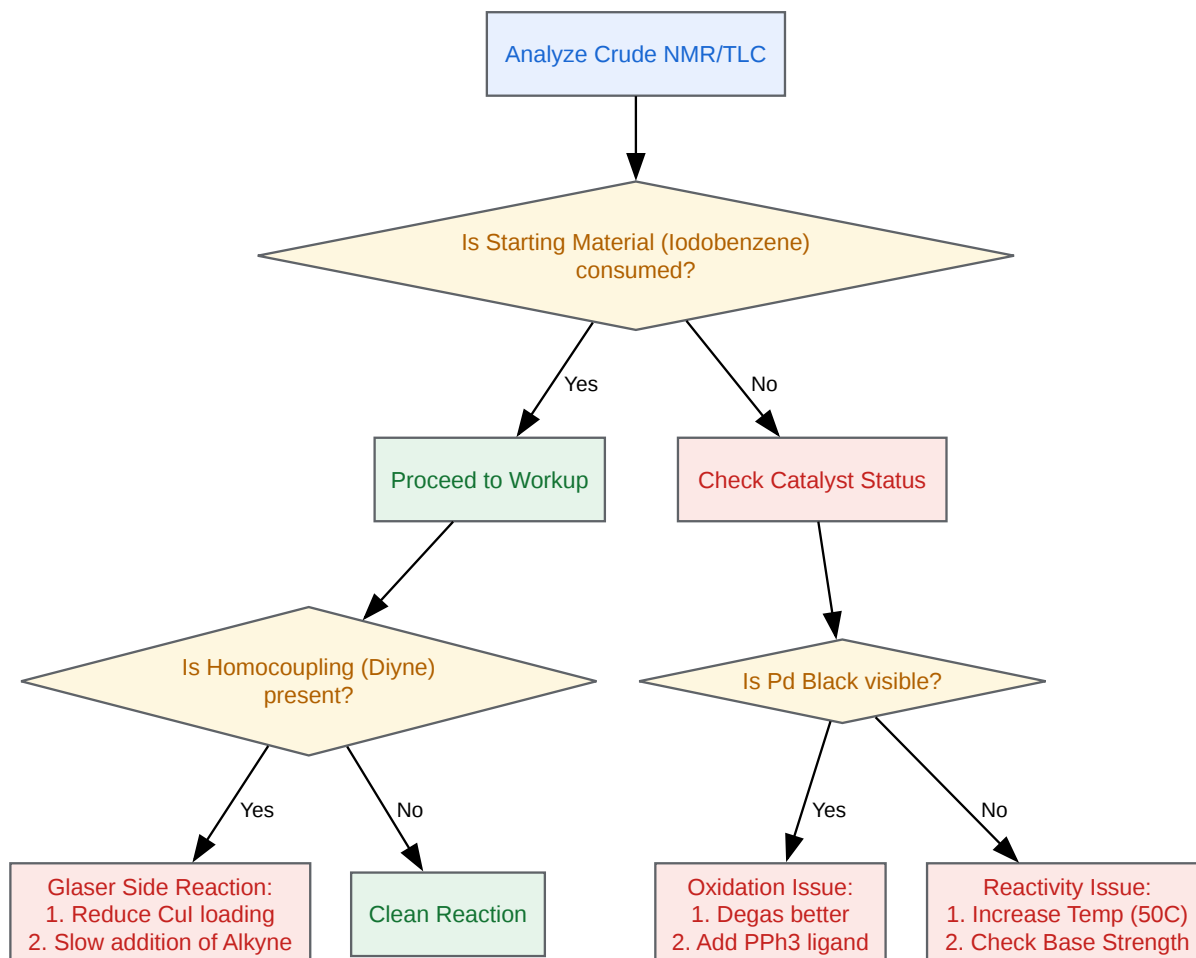 Analyze Crude NMR/TLC
Is Starting Material (Iodobenzene)
consumed?
Yes
No
Proceed to Workup
Check Catalyst Status
Is Homocoupling (Diyne)
present?
Is Pd Black visible?
Yes
No
Yes
No
Glaser Side Reaction:
1. Reduce CuI loading
2. Slow addition of Alkyne
Clean Reaction
Oxidation Issue:
1. Degas better
2. Add PPh3 ligand
Reactivity Issue:
1. Increase Temp (50C)
2. Check Base Strength